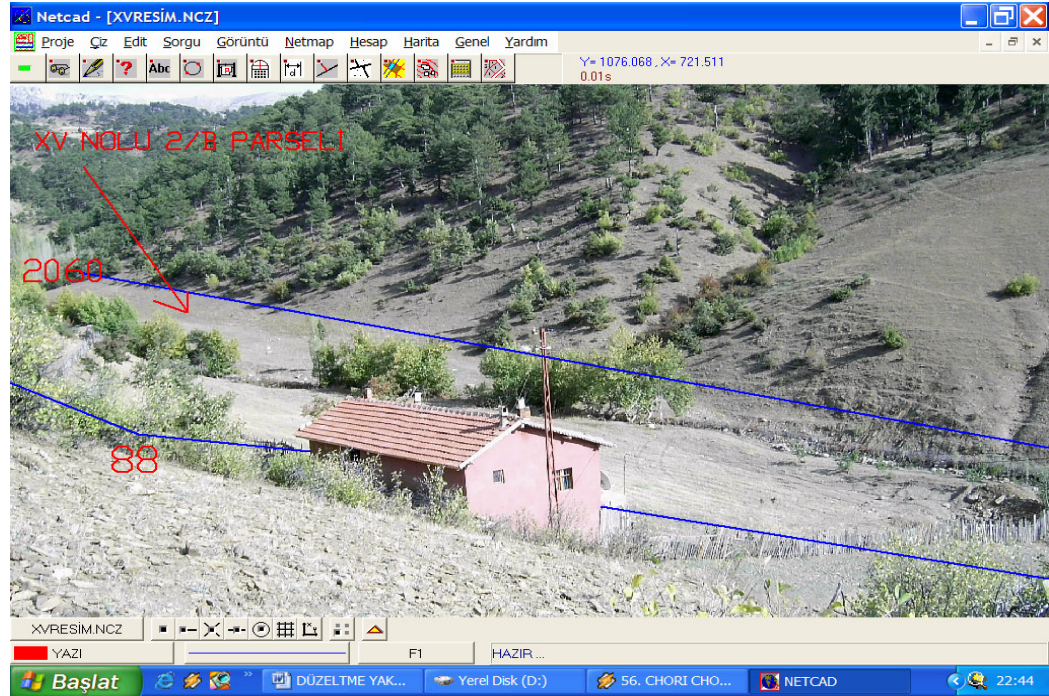 Netcad - [XVRESİM.NCZ]
Proje Çiz Edit Sorgu Görüntü Netmap Hesap Harita Genel Yardım
Abc
Y= 1076.068 , X= 721.511
0.01s
XV NOLU 2/B PARSELİ
2060
88
XVRESİM.NCZ
YAZI F1 HAZIR ...
Başlat DÜZELTME YAK... Yerel Disk (D:) 56. CHORI CHO... NETCAD 22:44